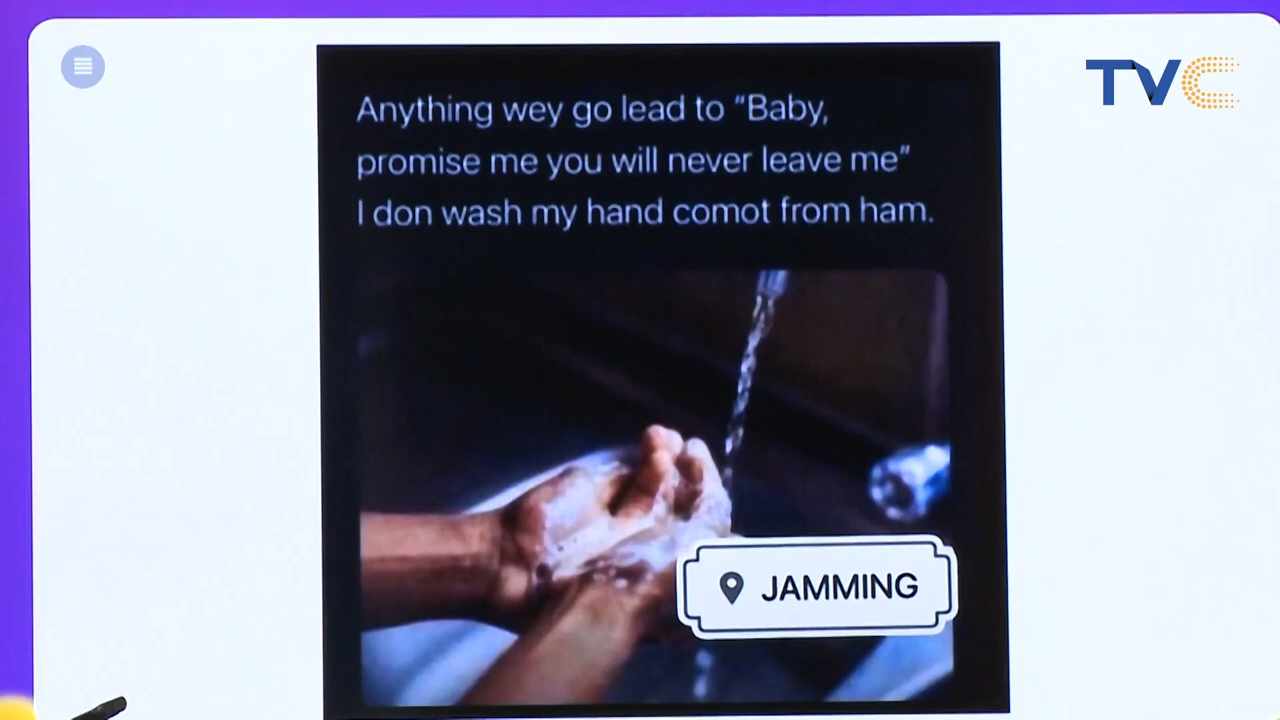 TVC
Anything wey go lead to “Baby,
promise me you will never leave me”
I don wash my hand comot from ham.
JAMMING